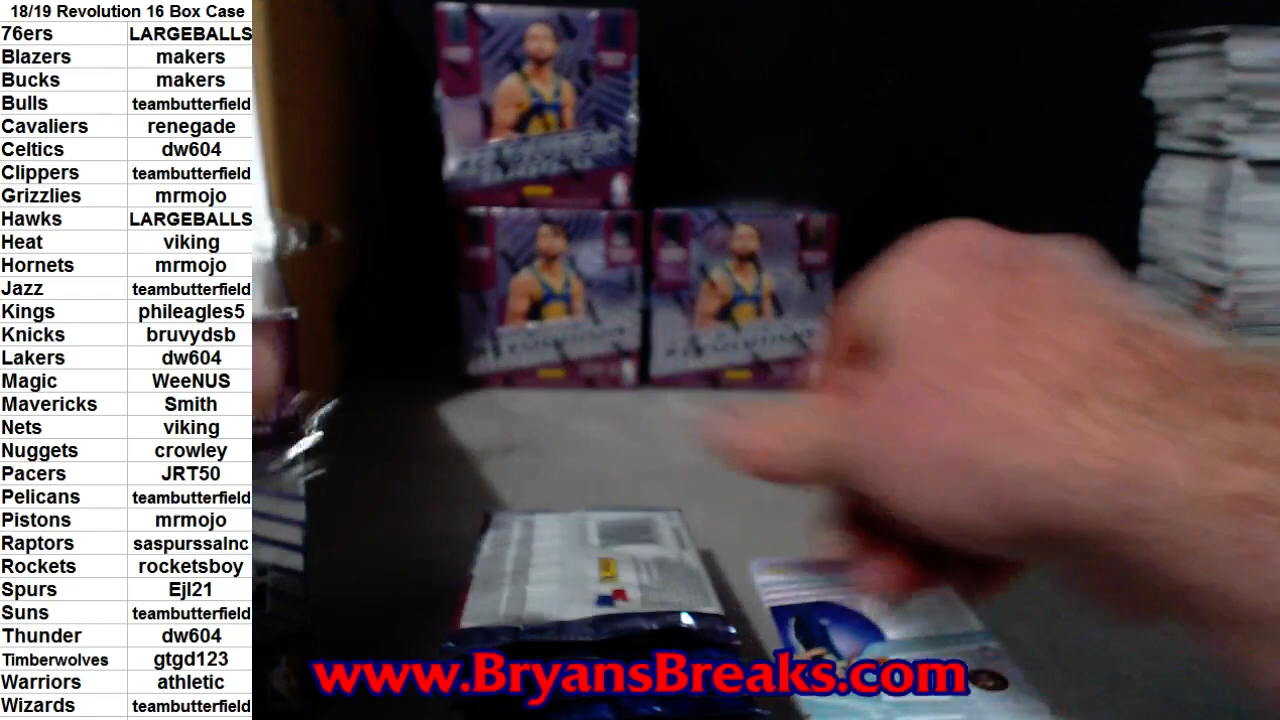 18/19 Revolution 16 Box Case
76ers LARGEBALLS
Blazers makers
Bucks makers
Bulls teambutterfield
Cavaliers renegade
Celtics dw604
Clippers teambutterfield
Grizzlies mrmojo
Hawks LARGEBALLS
Heat viking
Hornets mrmojo
Jazz teambutterfield
Kings phileagles5
Knicks bruvydsb
Lakers dw604
Magic WeeNUS
Mavericks Smith
Nets viking
Nuggets crowley
Pacers JRT50
Pelicans teambutterfield
Pistons mrmojo
Raptors saspurssalnc
Rockets rocketsboy
Spurs Ejl21
Suns teambutterfield
Thunder dw604
Timberwolves gtgd123
Warriors athletic
Wizards teambutterfield
REVOLUTION
REVOLUTION
REVOLUTION
www.BryansBreaks.com